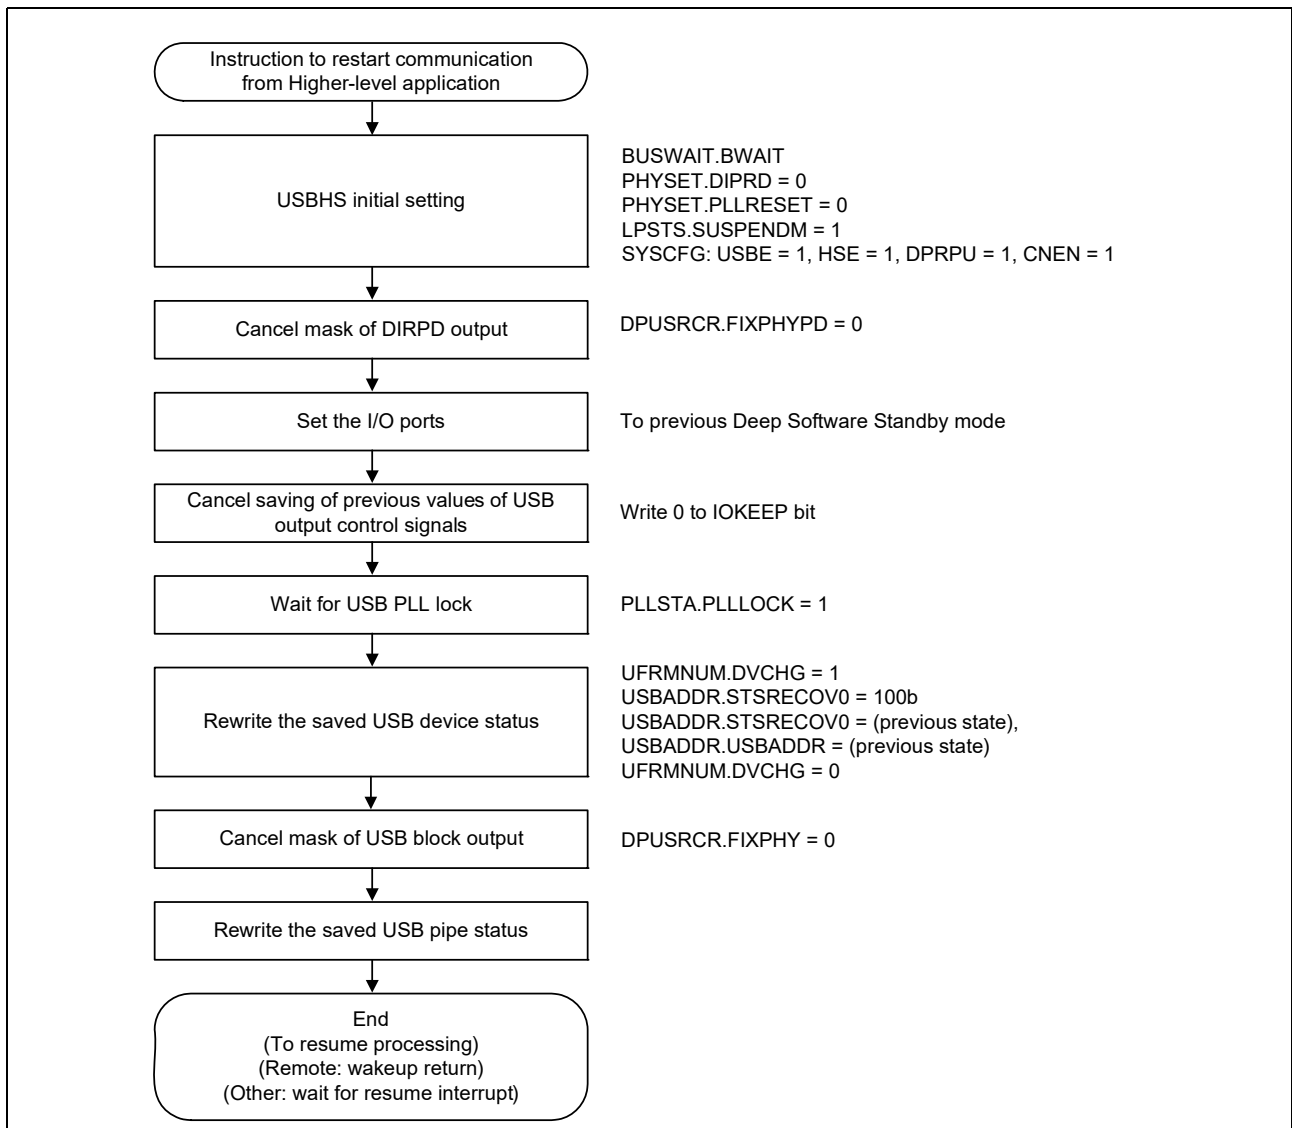 Instruction to restart communication
from Higher-level application
USBHS initial setting
BUSWAIT.BWAIT
PHYSET.DIPRD = 0
PHYSET.PLLRESET = 0
LPSTS.SUSPENDM = 1
SYSCFG: USBE = 1, HSE = 1, DPRPU = 1, CNEN = 1
Cancel mask of DIRPD output
DPUSRCR.FIXPHYPD = 0
Set the I/O ports
To previous Deep Software Standby mode
Cancel saving of previous values of USB
output control signals
Write 0 to IOKEEP bit
Wait for USB PLL lock
PLLSTA.PLLLOCK = 1
Rewrite the saved USB device status
UFRMNUM.DVCHG = 1
USBADDR.STSRECOV0 = 100b
USBADDR.STSRECOV0 = (previous state),
USBADDR.USBADDR = (previous state)
UFRMNUM.DVCHG = 0
Cancel mask of USB block output
DPUSRCR.FIXPHY = 0
Rewrite the saved USB pipe status
End
(To resume processing)
(Remote: wakeup return)
(Other: wait for resume interrupt)